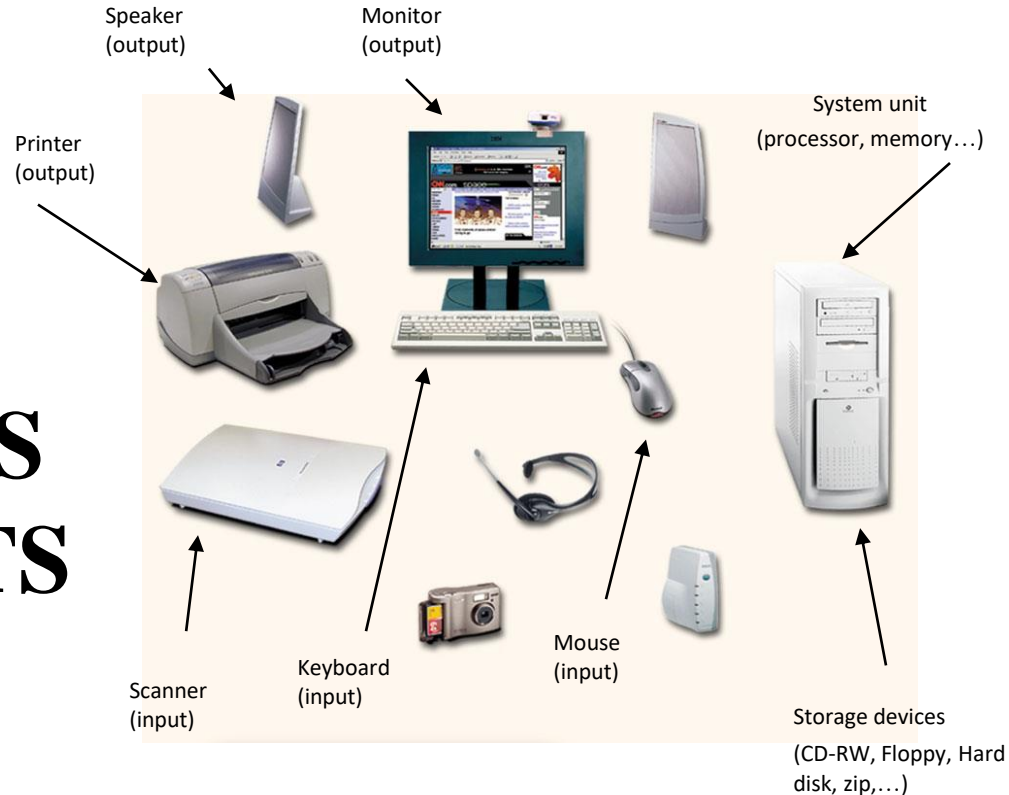 Speaker
(output)
Monitor
(output)
System unit
(processor, memory…)
Printer
(output)
S
TS
Keyboard
(input)
Mouse
(input)
Scanner
(input)
Storage devices
(CD-RW, Floppy, Hard
disk, zip,…)